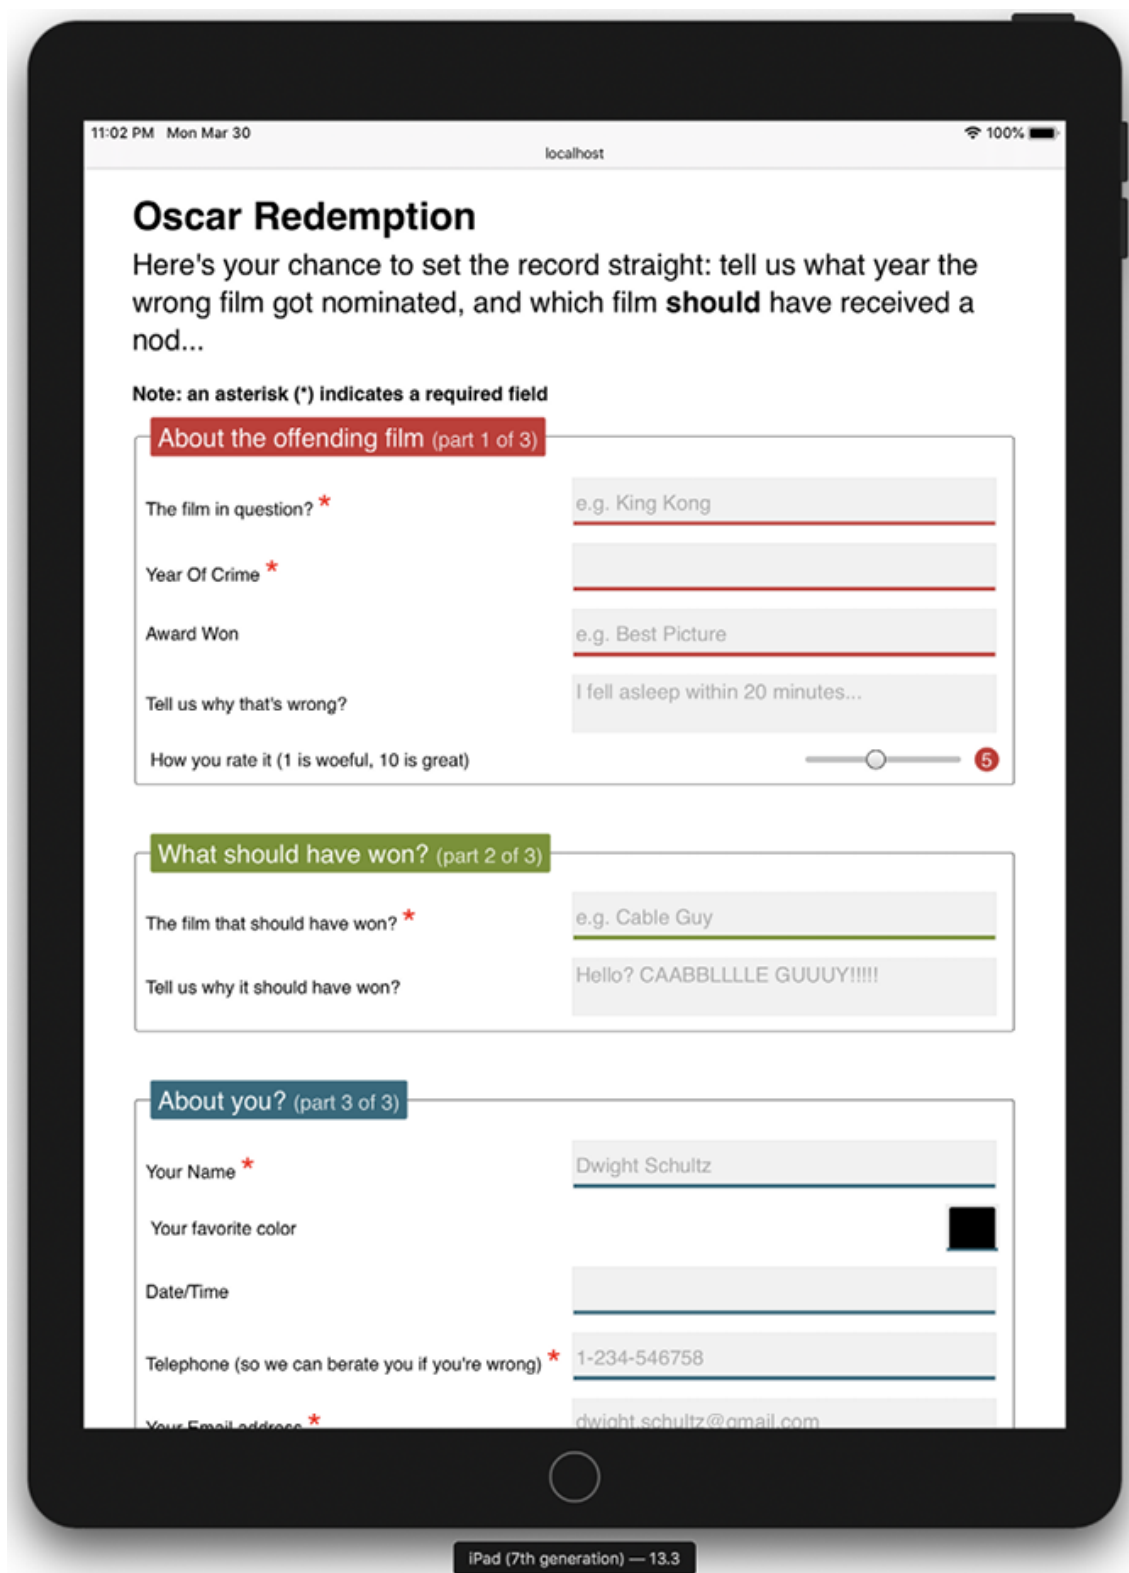 11:02 PM Mon Mar 30
100%
localhost
Oscar Redemption
Here's your chance to set the record straight: tell us what year the
wrong film got nominated, and which film should have received a
nod...
Note: an asterisk (*) indicates a required field
About the offending film (part 1 of 3)
The film in question? * e.g. King Kong
Year Of Crime *
Award Won e.g. Best Picture
Tell us why that's wrong? I fell asleep within 20 minutes...
How you rate it (1 is woeful, 10 is great) 5
What should have won? (part 2 of 3)
The film that should have won? * e.g. Cable Guy
Tell us why it should have won? Hello? CAABBLLLLE GUUUY!!!!!
About you? (part 3 of 3)
Your Name * Dwight Schultz
Your favorite color
Date/Time
Telephone (so we can berate you if you're wrong) * 1-234-546758
Your Email address * dwight.schultz@gmail.com
iPad (7th generation) — 13.3